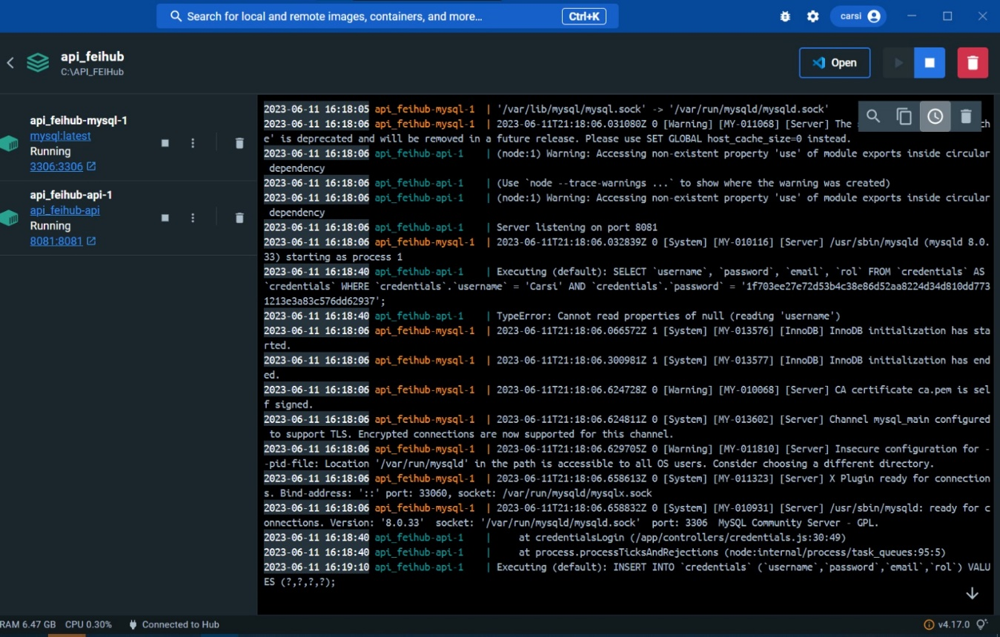 Search for local and remote images, containers, and more... Ctrl+K
carsi
api_feihub
C:\API_FEIHub
Open
api_feihub-mysql-1
mysql:latest
Running
3306:3306
api_feihub-api-1
api_feihub-api
Running
8081:8081
2023-06-11 16:18:05 api_feihub-mysql-1 | '/var/lib/mysql/mysql.sock' -> '/var/run/mysqld/mysqld.sock'
2023-06-11 16:18:06 api_feihub-mysql-1 | 2023-06-11T21:18:06.031080Z 0 [Warning] [MY-011068] [Server] The
e' is deprecated and will be removed in a future release. Please use SET GLOBAL host_cache_size=0 instead.
2023-06-11 16:18:06 api_feihub-api-1 | (node:1) Warning: Accessing non-existent property 'use' of module exports inside circular
dependency
2023-06-11 16:18:06 api_feihub-api-1 | (Use `node --trace-warnings ...` to show where the warning was created)
2023-06-11 16:18:06 api_feihub-api-1 | (node:1) Warning: Accessing non-existent property 'use' of module exports inside circular
dependency
2023-06-11 16:18:06 api_feihub-api-1 | Server listening on port 8081
2023-06-11 16:18:06 api_feihub-mysql-1 | 2023-06-11T21:18:06.032839Z 0 [System] [MY-010116] [Server] /usr/sbin/mysqld (mysqld 8.0.
33) starting as process 1
2023-06-11 16:18:40 api_feihub-api-1 | Executing (default): SELECT `username`, `password`, `email`, `rol` FROM `credentials` AS
`credentials` WHERE `credentials`.`username` = 'Carsi' AND `credentials`.`password` = '1f703ee27e72d53b4c38e86d52aa8224d34d810dd773
1213e3a83c576dd62937';
2023-06-11 16:18:40 api_feihub-api-1 | TypeError: Cannot read properties of null (reading 'username')
2023-06-11 16:18:06 api_feihub-mysql-1 | 2023-06-11T21:18:06.066572Z 1 [System] [MY-013576] [InnoDB] InnoDB initialization has sta
rted.
2023-06-11 16:18:06 api_feihub-mysql-1 | 2023-06-11T21:18:06.300981Z 1 [System] [MY-013577] [InnoDB] InnoDB initialization has end
ed.
2023-06-11 16:18:06 api_feihub-mysql-1 | 2023-06-11T21:18:06.624728Z 0 [Warning] [MY-010068] [Server] CA certificate ca.pem is sel
f signed.
2023-06-11 16:18:06 api_feihub-mysql-1 | 2023-06-11T21:18:06.624811Z 0 [System] [MY-013602] [Server] Channel mysql_main configured
to support TLS. Encrypted connections are now supported for this channel.
2023-06-11 16:18:06 api_feihub-mysql-1 | 2023-06-11T21:18:06.629705Z 0 [Warning] [MY-011810] [Server] Insecure configuration for -
-pid-file: Location '/var/run/mysqld' in the path is accessible to all OS users. Consider choosing a different directory.
2023-06-11 16:18:06 api_feihub-mysql-1 | 2023-06-11T21:18:06.658613Z 0 [System] [MY-011323] [Server] X Plugin ready for connection
s. Bind-address: '::' port: 33060, socket: /var/run/mysqld/mysqlx.sock
2023-06-11 16:18:06 api_feihub-mysql-1 | 2023-06-11T21:18:06.658832Z 0 [System] [MY-010931] [Server] /usr/sbin/mysqld: ready for c
onnections. Version: '8.0.33' socket: '/var/run/mysqld/mysqld.sock' port: 3306 MySQL Community Server - GPL.
2023-06-11 16:18:40 api_feihub-api-1 | at credentialsLogin (/app/controllers/credentials.js:30:49)
2023-06-11 16:18:40 api_feihub-api-1 | at process.processTicksAndRejections (node:internal/process/task_queues:95:5)
2023-06-11 16:19:10 api_feihub-api-1 | Executing (default): INSERT INTO `credentials` (`username`,`password`,`email`,`rol`) VALU
ES (?,?,?,?);
RAM 6.47 GB CPU 0.30% Connected to Hub v4.17.0